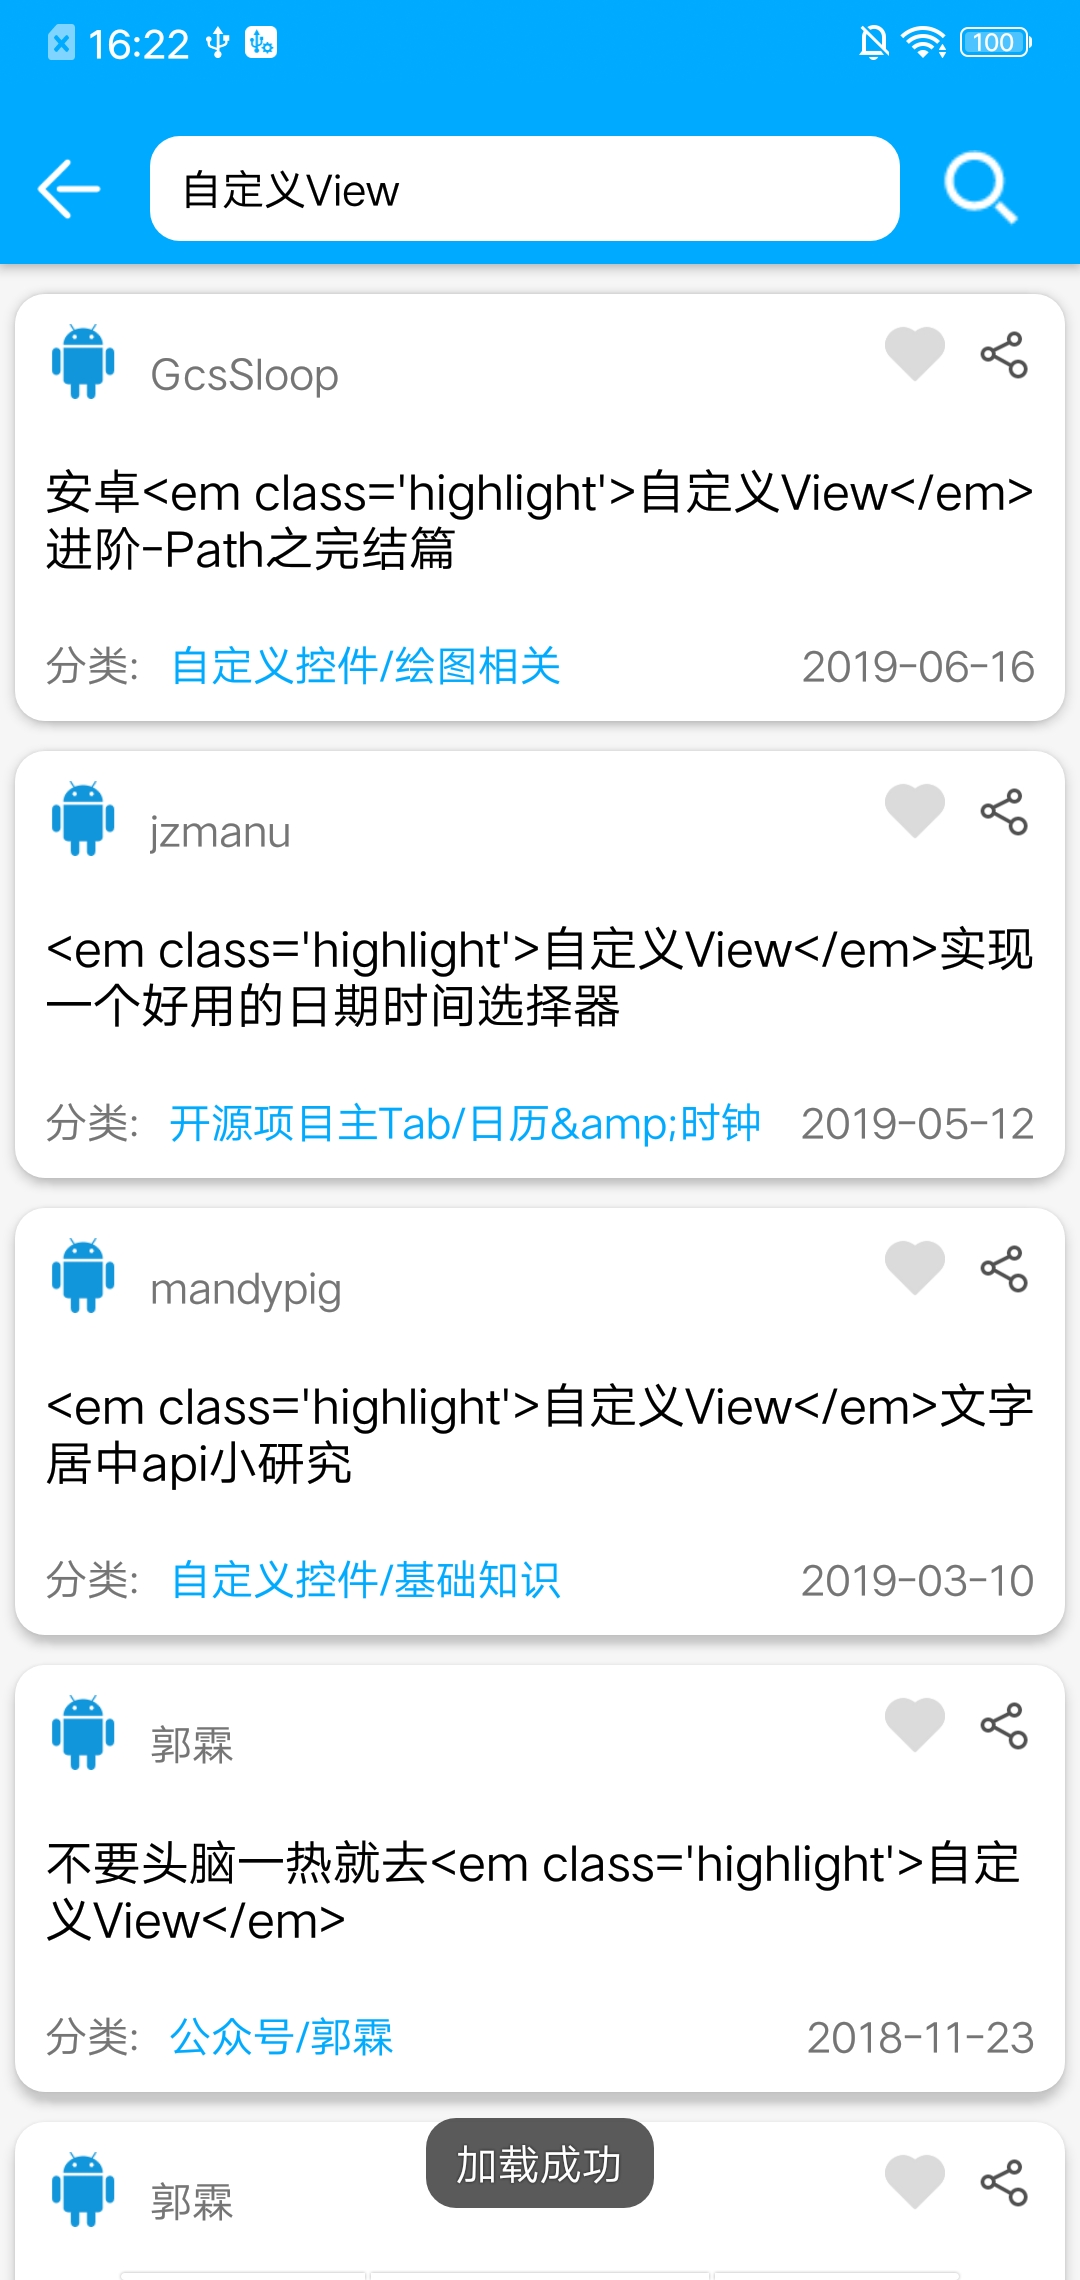 16:22
100
自定义View
GcsSloop
安卓<em class='highlight'>自定义View</em>
进阶-Path之完结篇
分类: 自定义控件/绘图相关 2019-06-16
jzmanu
<em class='highlight'>自定义View</em>实现
一个好用的日期时间选择器
分类: 开源项目主Tab/日历&amp;时钟 2019-05-12
mandypig
<em class='highlight'>自定义View</em>文字
居中api小研究
分类: 自定义控件/基础知识 2019-03-10
郭霖
不要头脑一热就去<em class='highlight'>自定
义View</em>
分类: 公众号/郭霖 2018-11-23
加载成功
郭霖